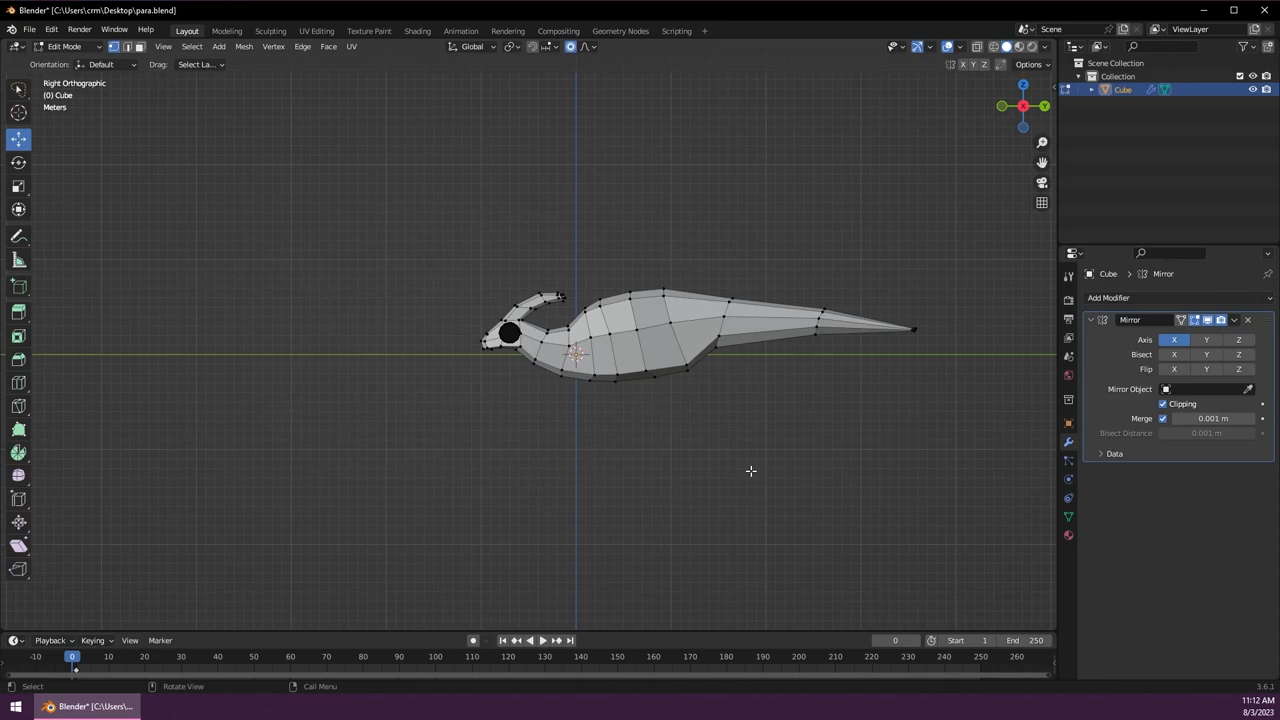 Blender* [C:\Users\crm\Desktop\para.blend]
File Edit Render Window Help Layout Modeling Sculpting UV Editing Texture Paint Shading Animation Rendering Compositing Geometry Nodes Scripting + Scene ViewLayer
Edit Mode View Select Add Mesh Vertex Edge Face UV Global
Orientation: Default Drag: Select La... X Y Z Options
Right Orthographic
(0) Cube
Meters
Z
X
Y
Scene Collection
Collection
Cube
Cube > Mirror
Add Modifier
Mirror
Axis X Y Z
Bisect X Y Z
Flip X Y Z
Mirror Object
Clipping
Merge 0.001 m
Bisect Distance 0.001 m
Data
Playback Keying View Marker 0 Start 1 End 250
-10 0 10 20 30 40 50 60 70 80 90 100 110 120 130 140 150 160 170 180 190 200 210 220 230 240 250 260
Select Rotate View Call Menu 3.6.1
Blender* [C:\Users\...
11:12 AM
8/3/2023